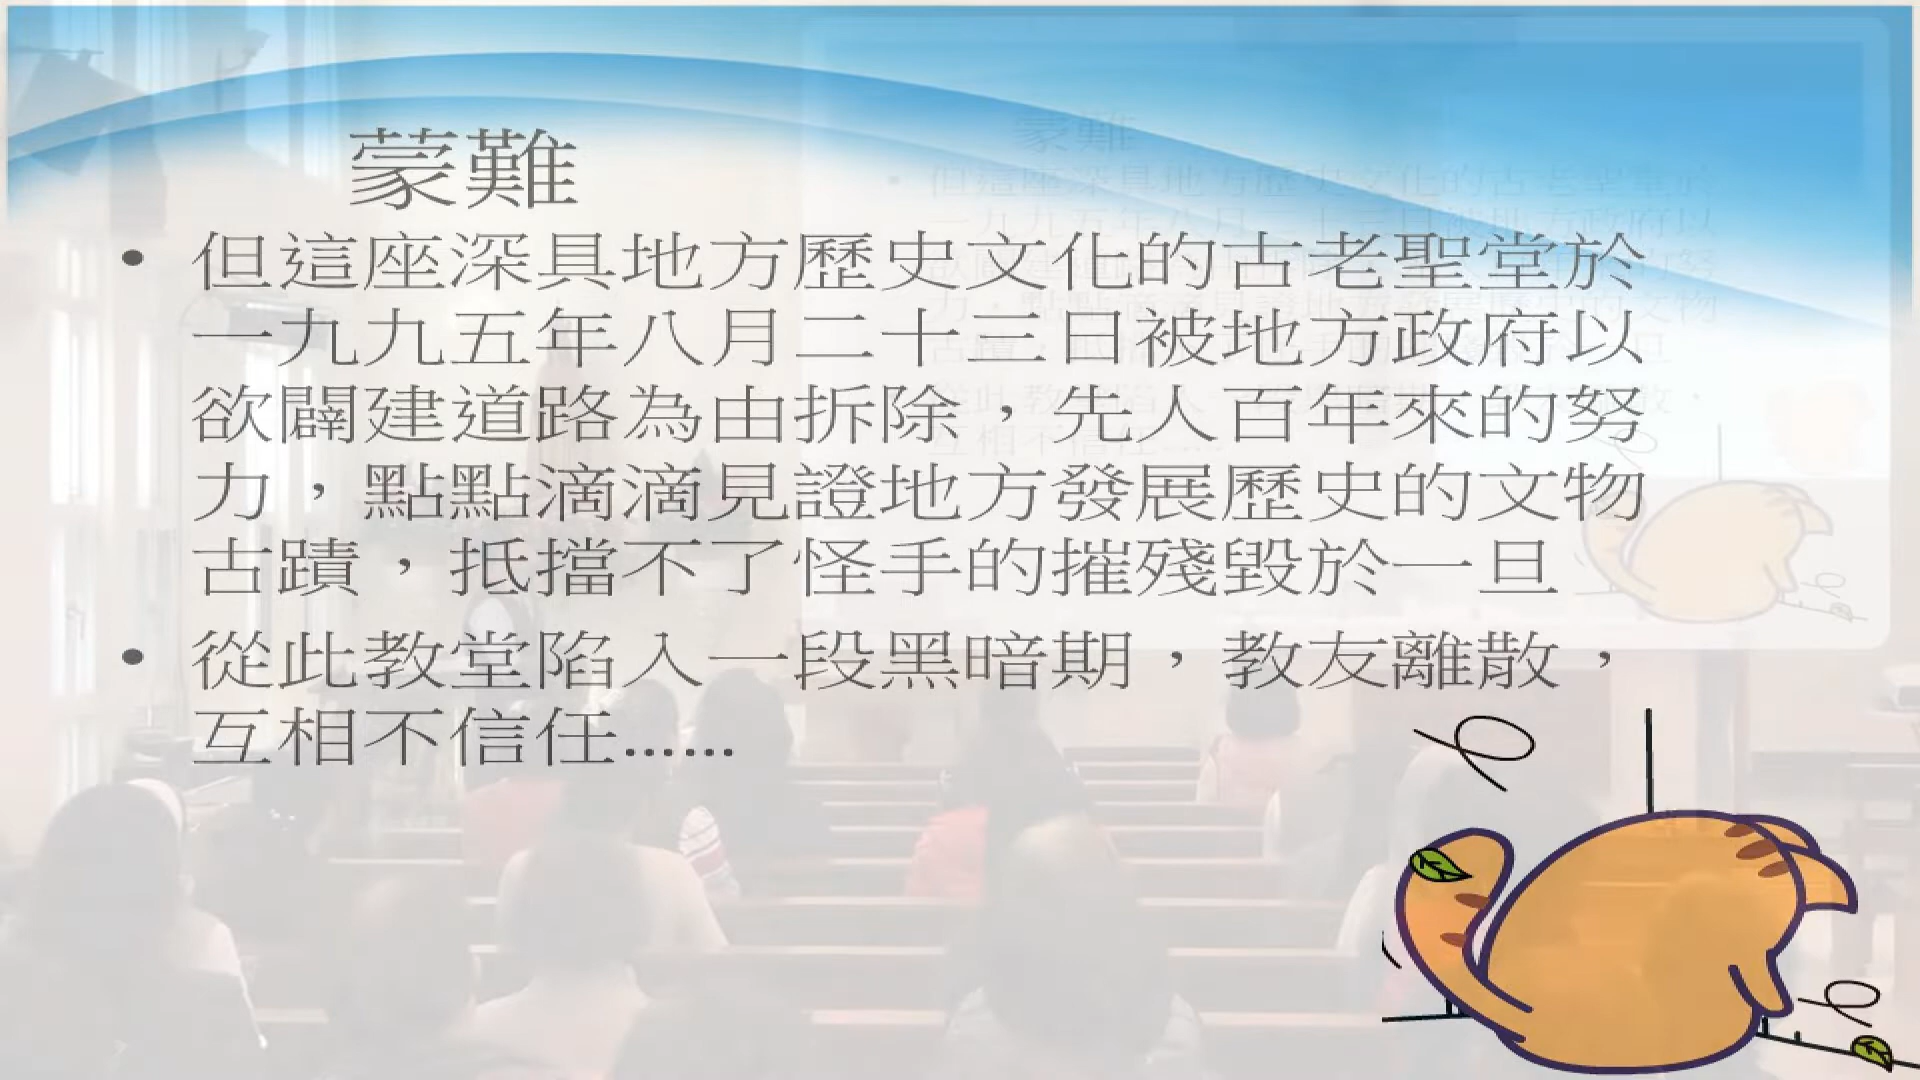 蒙難
• 但這座深具地方歷史文化的古老聖堂於
一九九五年八月二十三日被地方政府以
欲闢建道路為由拆除，先人百年來的努
力，點點滴滴見證地方發展歷史的文物
古蹟，抵擋不了怪手的摧殘毀於一旦
• 從此教堂陷入一段黑暗期，教友離散，
互相不信任......